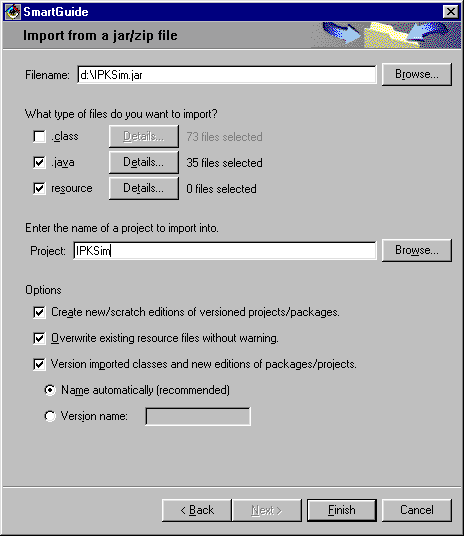 SmartGuide
Import from a jar/zip file
Filename: d:\IPKSim.jar Browse...
What type of files do you want to import?
.class Details... 73 files selected
.java Details... 35 files selected
resource Details... 0 files selected
Enter the name of a project to import into.
Project: IPKSim Browse...
Options
Create new/scratch editions of versioned projects/packages.
Overwrite existing resource files without warning.
Version imported classes and new editions of packages/projects.
Name automatically (recommended)
Version name:
< Back Next > Finish Cancel